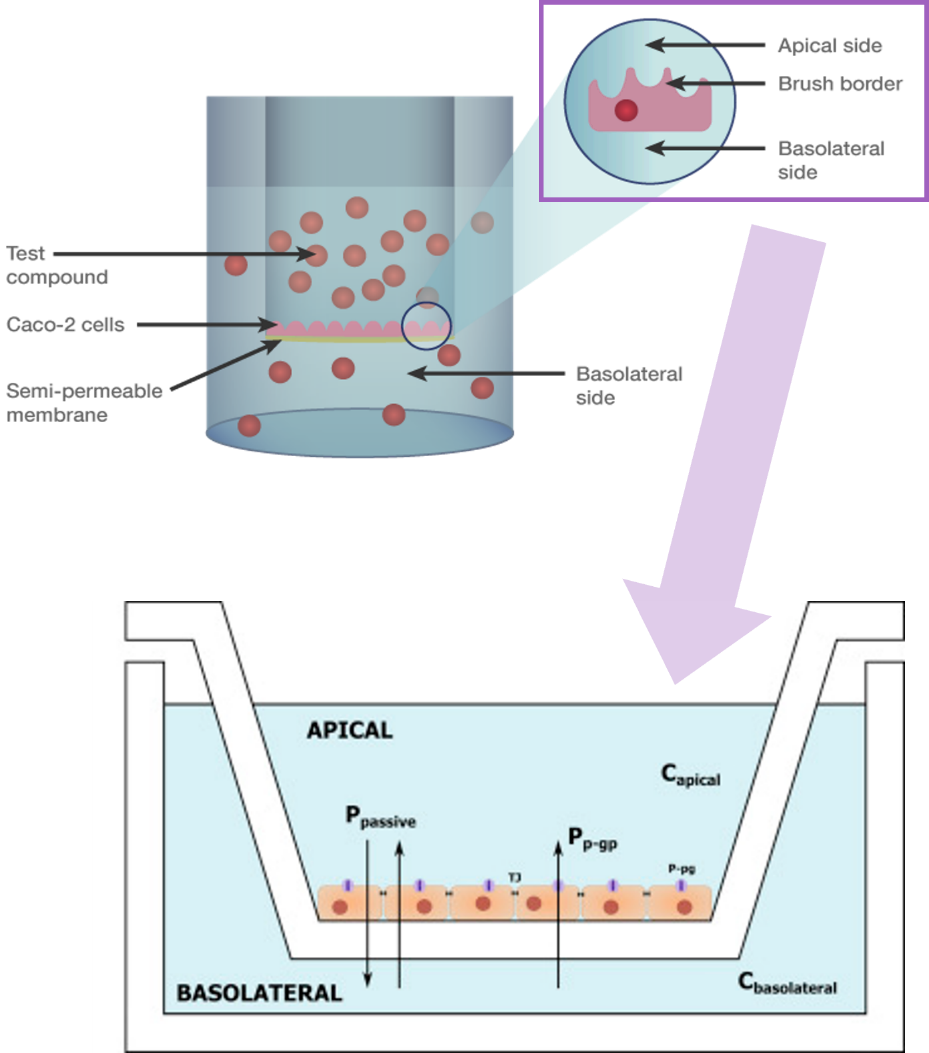 Apical side
Brush border
Basolateral
side
Test
compound
Caco-2 cells
Semi-permeable
membrane
Basolateral
side
APICAL
Capical
Ppassive
Pp-gp
TJ
P-pg
BASOLATERAL
Cbasolateral